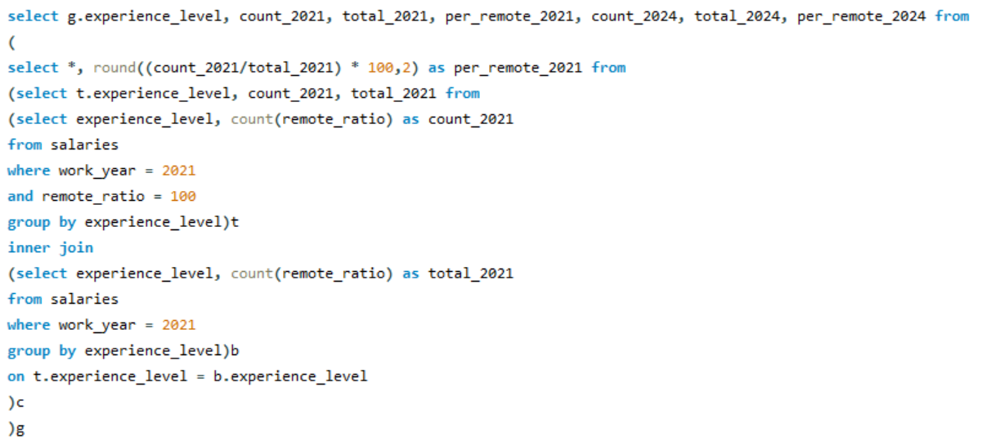 select g.experience_level, count_2021, total_2021, per_remote_2021, count_2024, total_2024, per_remote_2024 from
(
select *, round((count_2021/total_2021) * 100,2) as per_remote_2021 from
(select t.experience_level, count_2021, total_2021 from
(select experience_level, count(remote_ratio) as count_2021
from salaries
where work_year = 2021
and remote_ratio = 100
group by experience_level)t
inner join
(select experience_level, count(remote_ratio) as total_2021
from salaries
where work_year = 2021
group by experience_level)b
on t.experience_level = b.experience_level
)c
)g